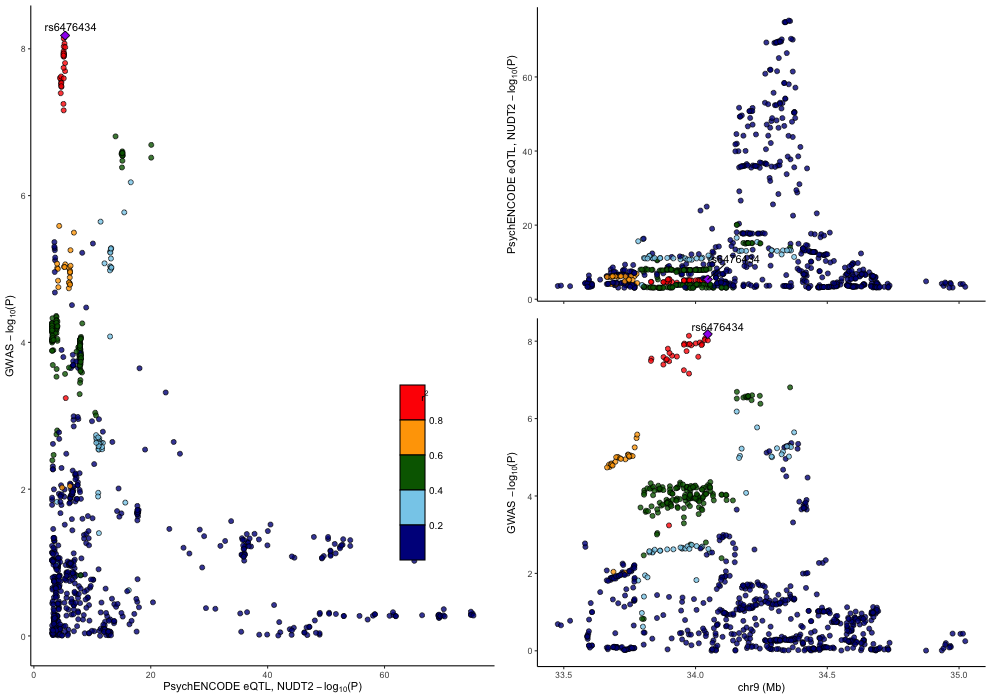 rs6476434
8
6
4
2
0
GWAS −log10(P)
0
20
40
60
PsychENCODE eQTL, NUDT2 −log10(P)
r2
0.8
0.6
0.4
0.2
PsychENCODE eQTL, NUDT2 −log10(P)
60
40
20
0
rs6476434
rs6476434
8
6
4
2
0
GWAS −log10(P)
33.5
34.0
34.5
35.0
chr9 (Mb)